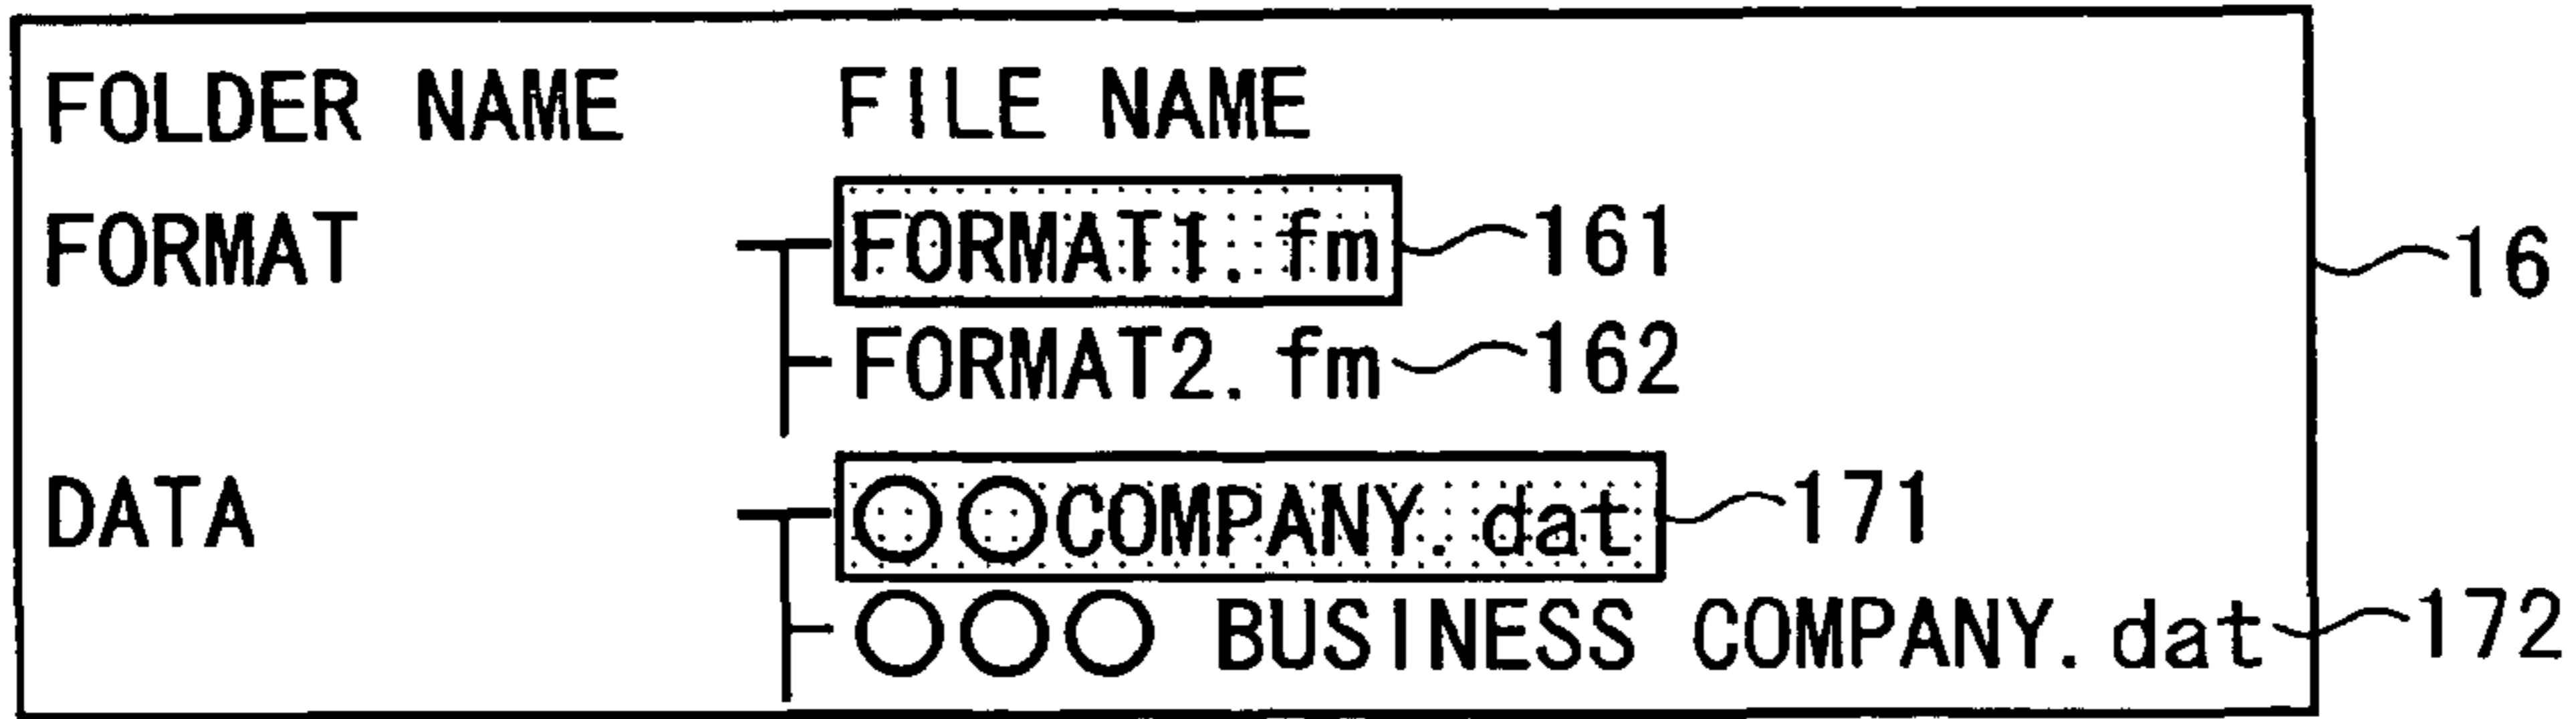 FOLDER NAME FILE NAME
FORMAT FORMAT1.fm 161
16
FORMAT2.fm 162
DATA ○○COMPANY.dat 171
○○○ BUSINESS COMPANY.dat 172